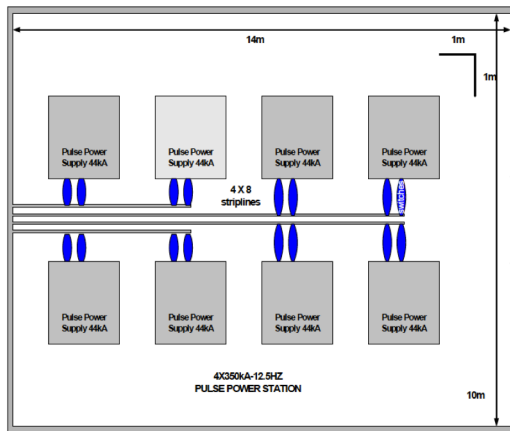 14m
1m
1m
Pulse Power
Supply 44kA
Pulse Power
Supply 44kA
Pulse Power
Supply 44kA
Pulse Power
Supply 44kA
switches
4 X 8
striplines
Pulse Power
Supply 44kA
Pulse Power
Supply 44kA
Pulse Power
Supply 44kA
Pulse Power
Supply 44kA
4X350kA-12.5HZ
PULSE POWER STATION
10m